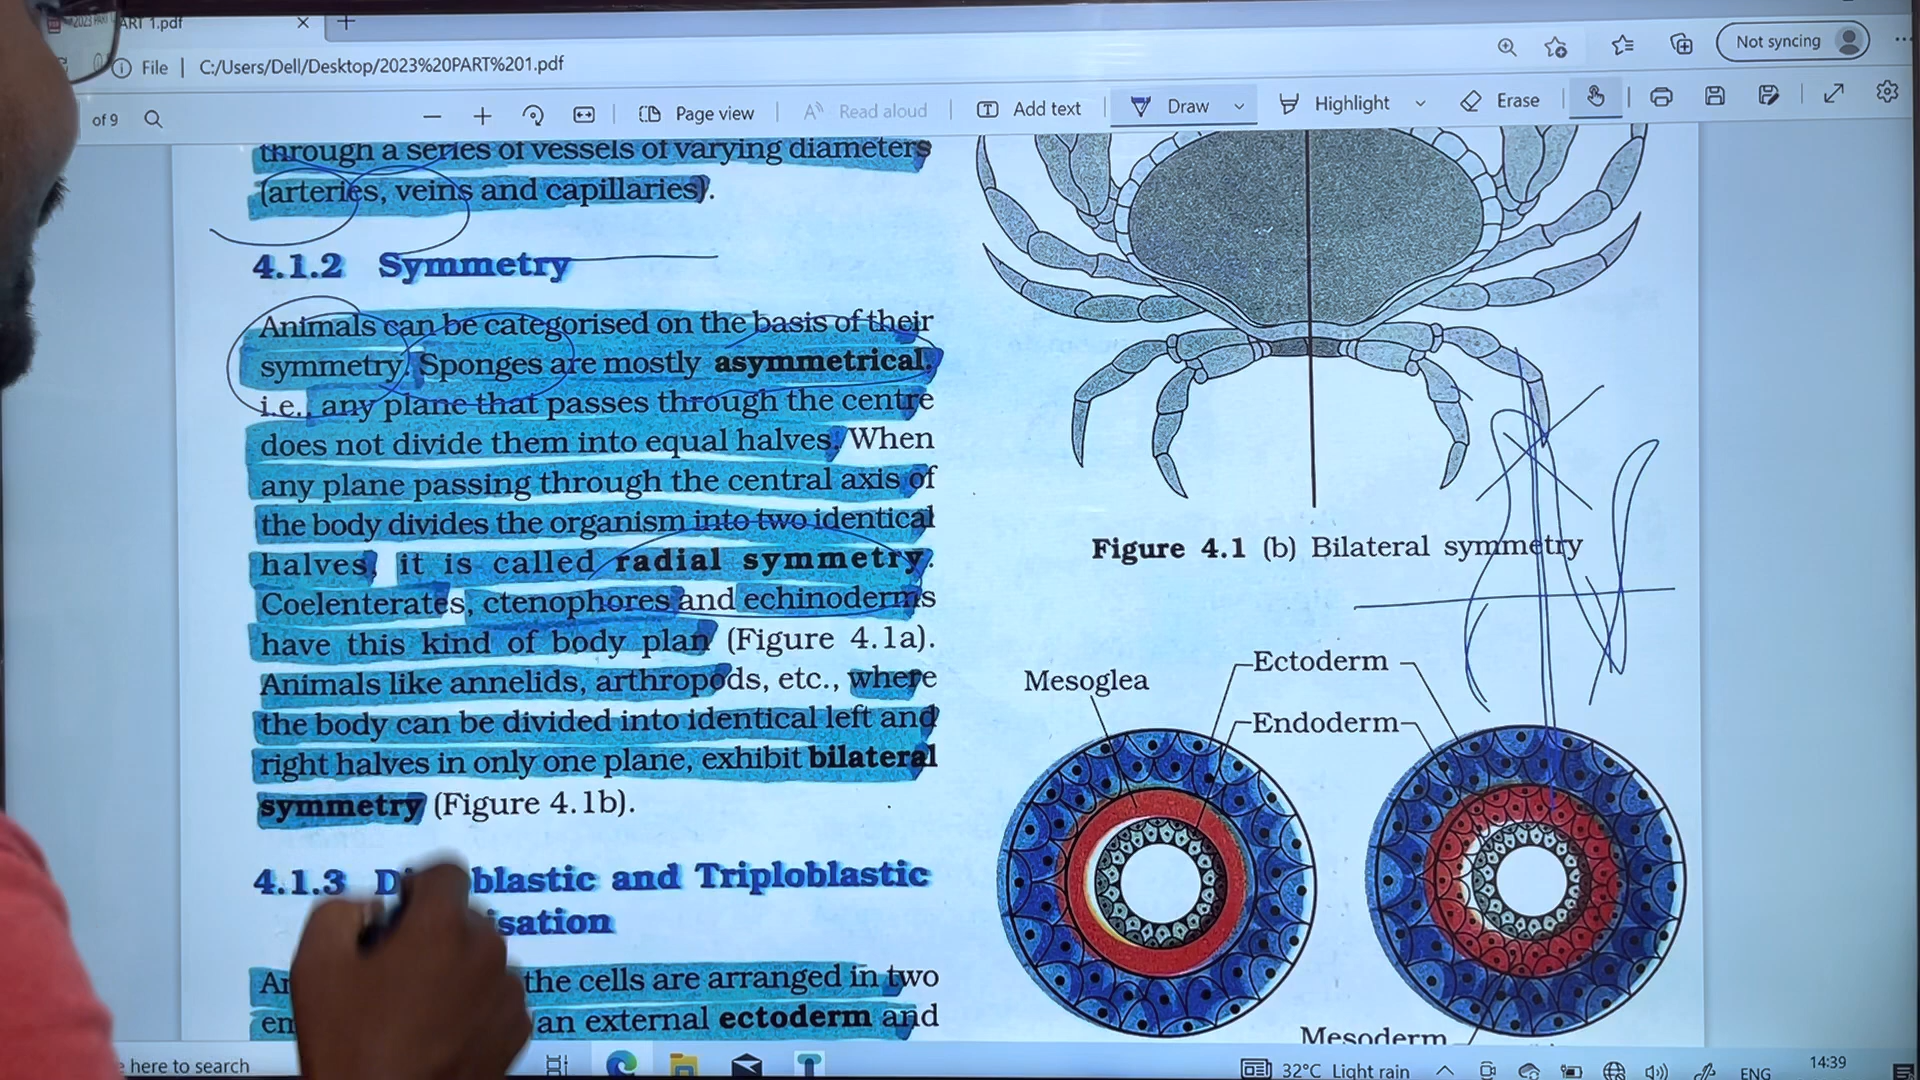 ART 1.pdf
File | C:/Users/Dell/Desktop/2023%20PART%201.pdf
Not syncing
of 9
Page view
Read aloud
Add text
Draw
Highlight
Erase
through a series of vessels of varying diameters
(arteries, veins and capillaries).
4.1.2 Symmetry
Animals can be categorised on the basis of their
symmetry. Sponges are mostly asymmetrical,
i.e., any plane that passes through the centre
does not divide them into equal halves. When
any plane passing through the central axis of
the body divides the organism into two identical
halves, it is called radial symmetry.
Coelenterates, ctenophores and echinoderms
have this kind of body plan (Figure 4.1a).
Animals like annelids, arthropods, etc., where
the body can be divided into identical left and
right halves in only one plane, exhibit bilateral
symmetry (Figure 4.1b).
4.1.3 D blastic and Triploblastic
sation
the cells are arranged in two
an external ectoderm and
Figure 4.1 (b) Bilateral symmetry
Mesoglea
Ectoderm
Endoderm
Mesoderm
here to search
32°C Light rain
ENG
14:39